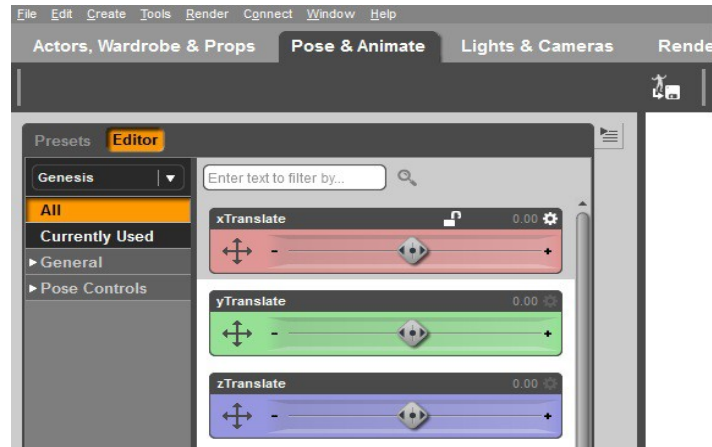 File Edit Create Tools Render Connect Window Help
Actors, Wardrobe & Props Pose & Animate Lights & Cameras
Presets Editor
Genesis
Enter text to filter by...
All
Currently Used
General
Pose Controls
xTranslate 0.00
- +
yTranslate 0.00
- +
zTranslate 0.00
- +